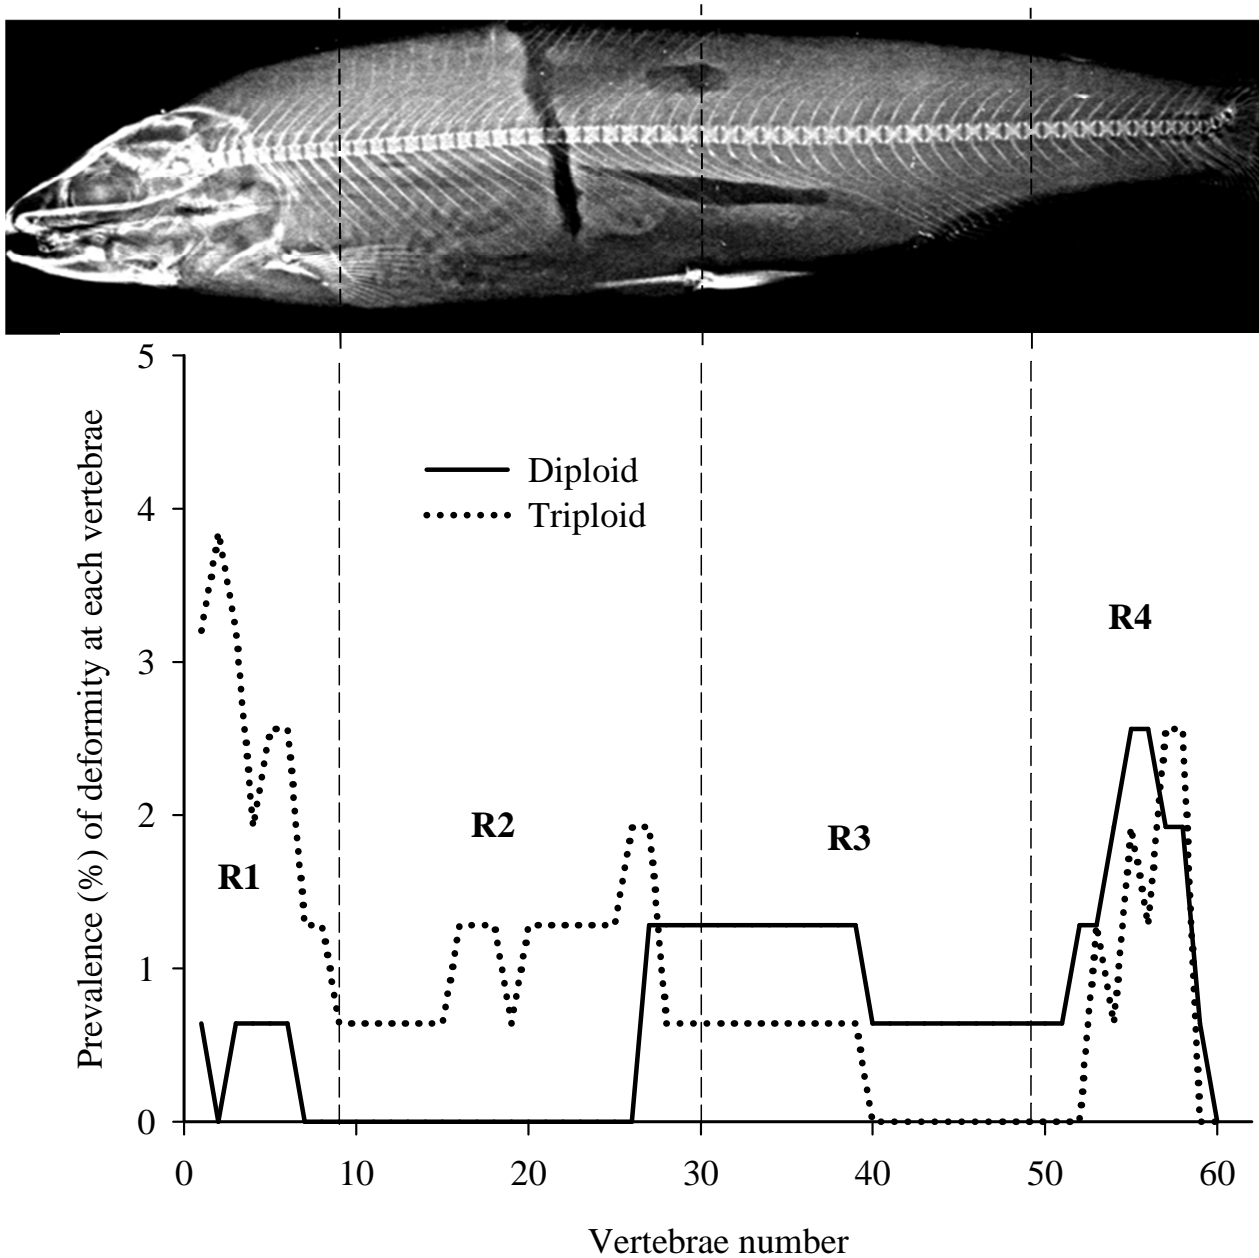 5
4
3
2
1
0
Prevalence (%) of deformity at each vertebrae
Diploid
Triploid
R1
R2
R3
R4
0 10 20 30 40 50 60
Vertebrae number